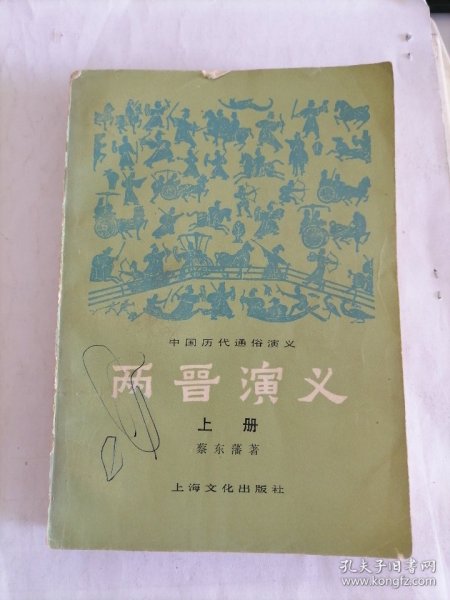 中国历代通俗演义
两晋演义
上册
蔡东藩著
上海文化出版社
孔夫子旧书网
www.kongfz.com